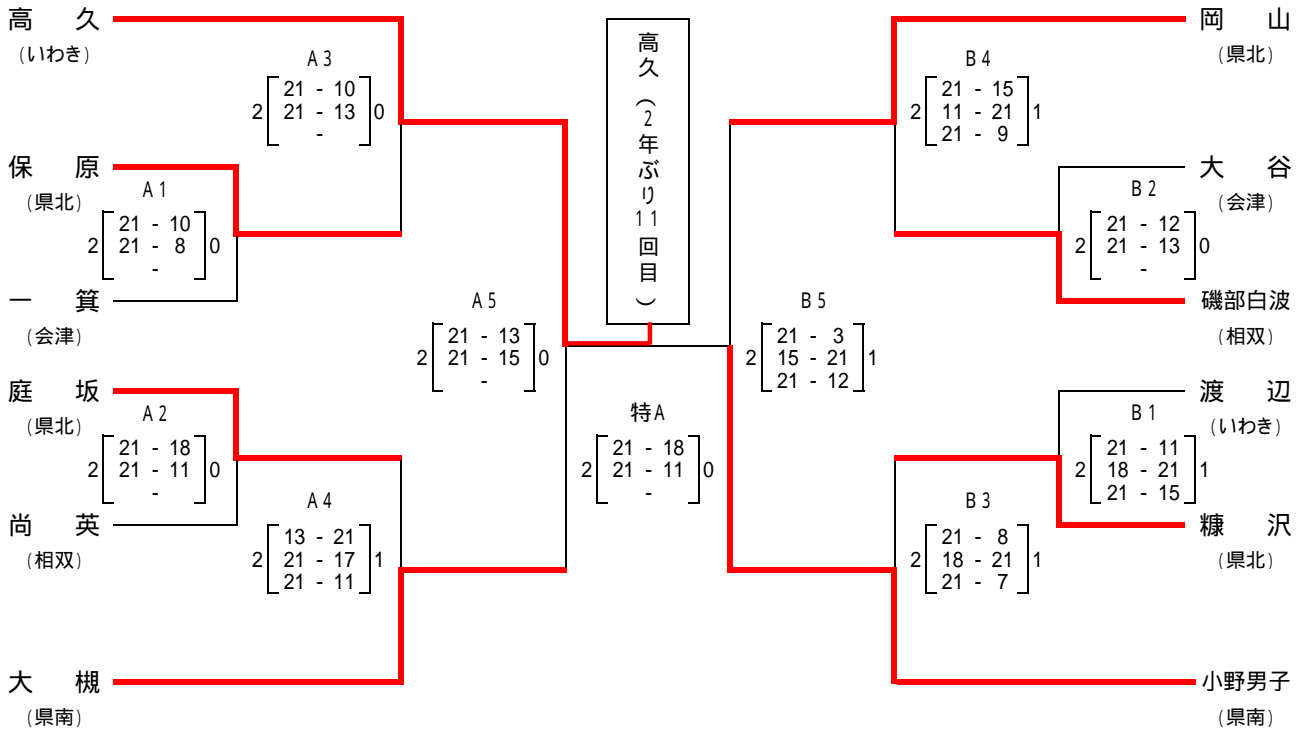 高久
(いわき)
A3
2 21 - 10 0
21 - 13
-
保原
(県北)
A1
2 21 - 10 0
21 - 8
-
一箕
(会津)
庭坂
(県北)
A2
2 21 - 18 0
21 - 11
-
尚英
(相双)
A4
2 13 - 21 1
21 - 17
21 - 11
大槻
(県南)
A5
2 21 - 13 0
21 - 15
-
高久(2年ぶり11回目)
特A
2 21 - 18 0
21 - 11
-
B5
2 21 - 3 1
15 - 21
21 - 12
岡山
(県北)
B4
2 21 - 15 1
11 - 21
21 - 9
大谷
(会津)
B2
2 21 - 12 0
21 - 13
-
磯部白波
(相双)
渡辺
(いわき)
B1
2 21 - 11 1
18 - 21
21 - 15
糠沢
(県北)
B3
2 21 - 8 1
18 - 21
21 - 7
小野男子
(県南)